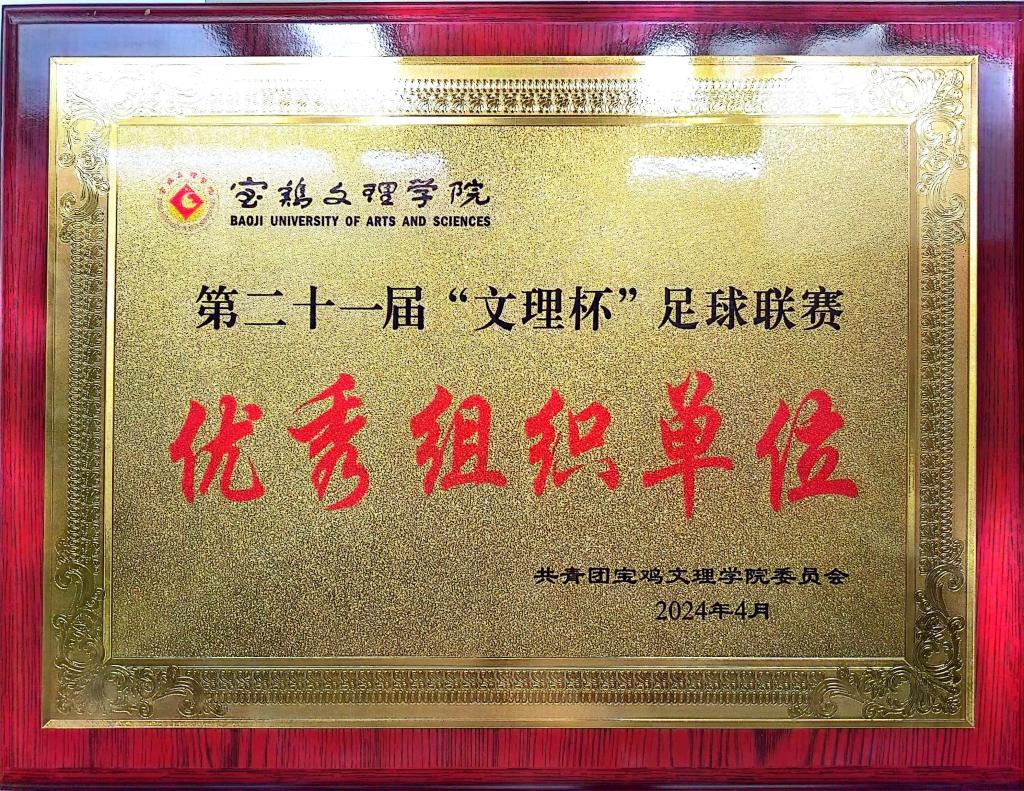 宝鸡文理学院
BAOJI UNIVERSITY OF ARTS AND SCIENCES
第二十一届“文理杯”足球联赛
优秀组织单位
共青团宝鸡文理学院委员会
2024年4月